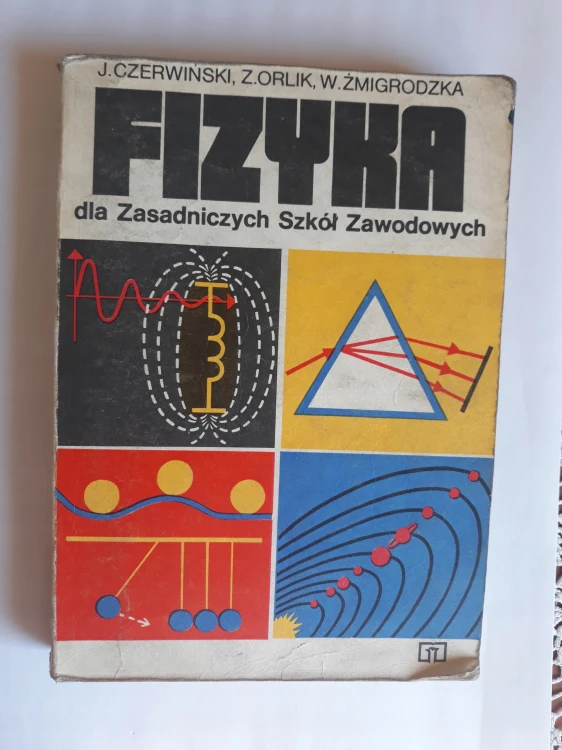 J. CZERWIŃSKI, Z. ORLIK, W. ŻMIGRODZKA
FIZYKA
dla Zasadniczych Szkół Zawodowych